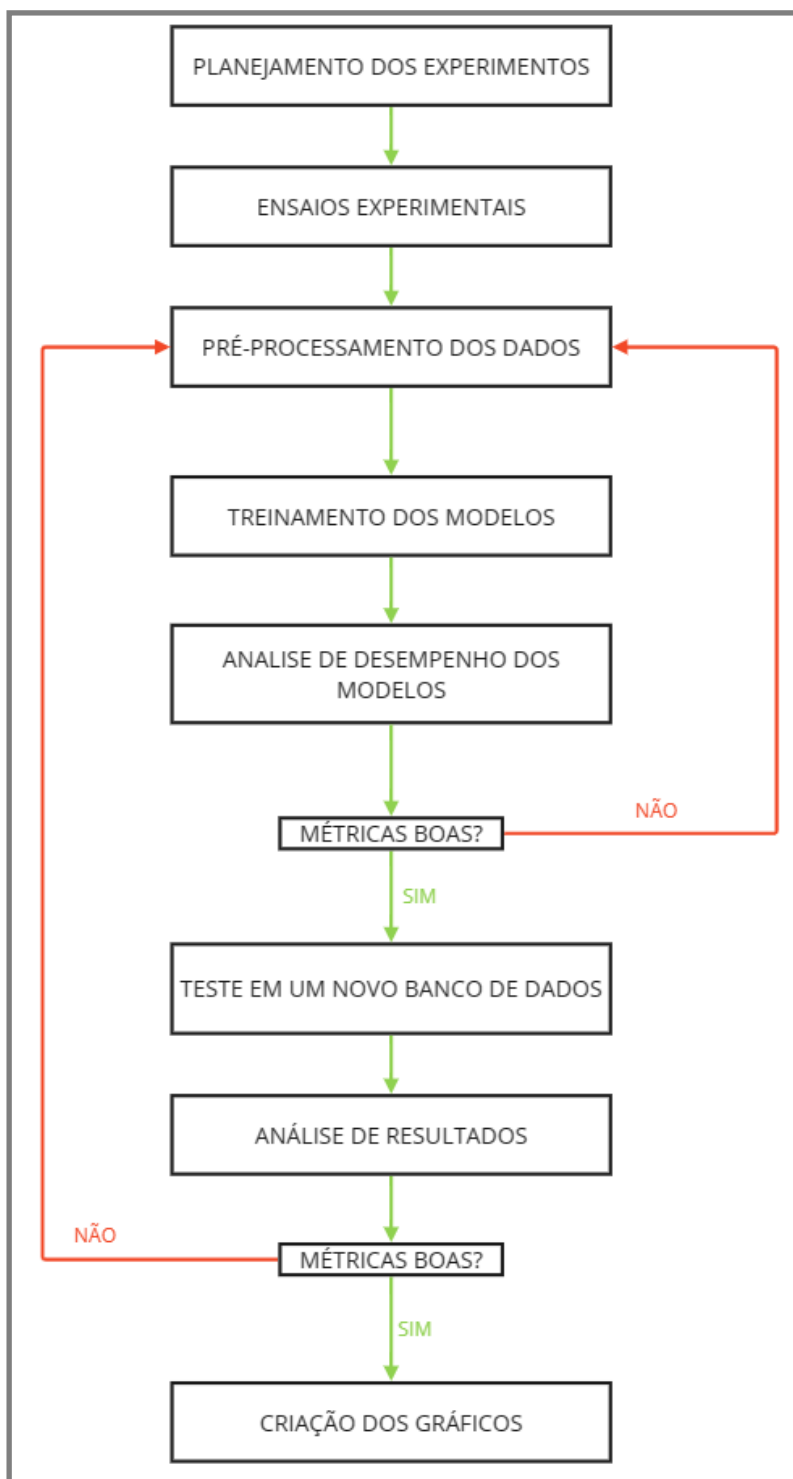 PLANEJAMENTO DOS EXPERIMENTOS
ENSAIOS EXPERIMENTAIS
PRÉ-PROCESSAMENTO DOS DADOS
TREINAMENTO DOS MODELOS
ANALISE DE DESEMPENHO DOS
MODELOS
NÃO
MÉTRICAS BOAS?
SIM
TESTE EM UM NOVO BANCO DE DADOS
ANÁLISE DE RESULTADOS
NÃO
MÉTRICAS BOAS?
SIM
CRIAÇÃO DOS GRÁFICOS